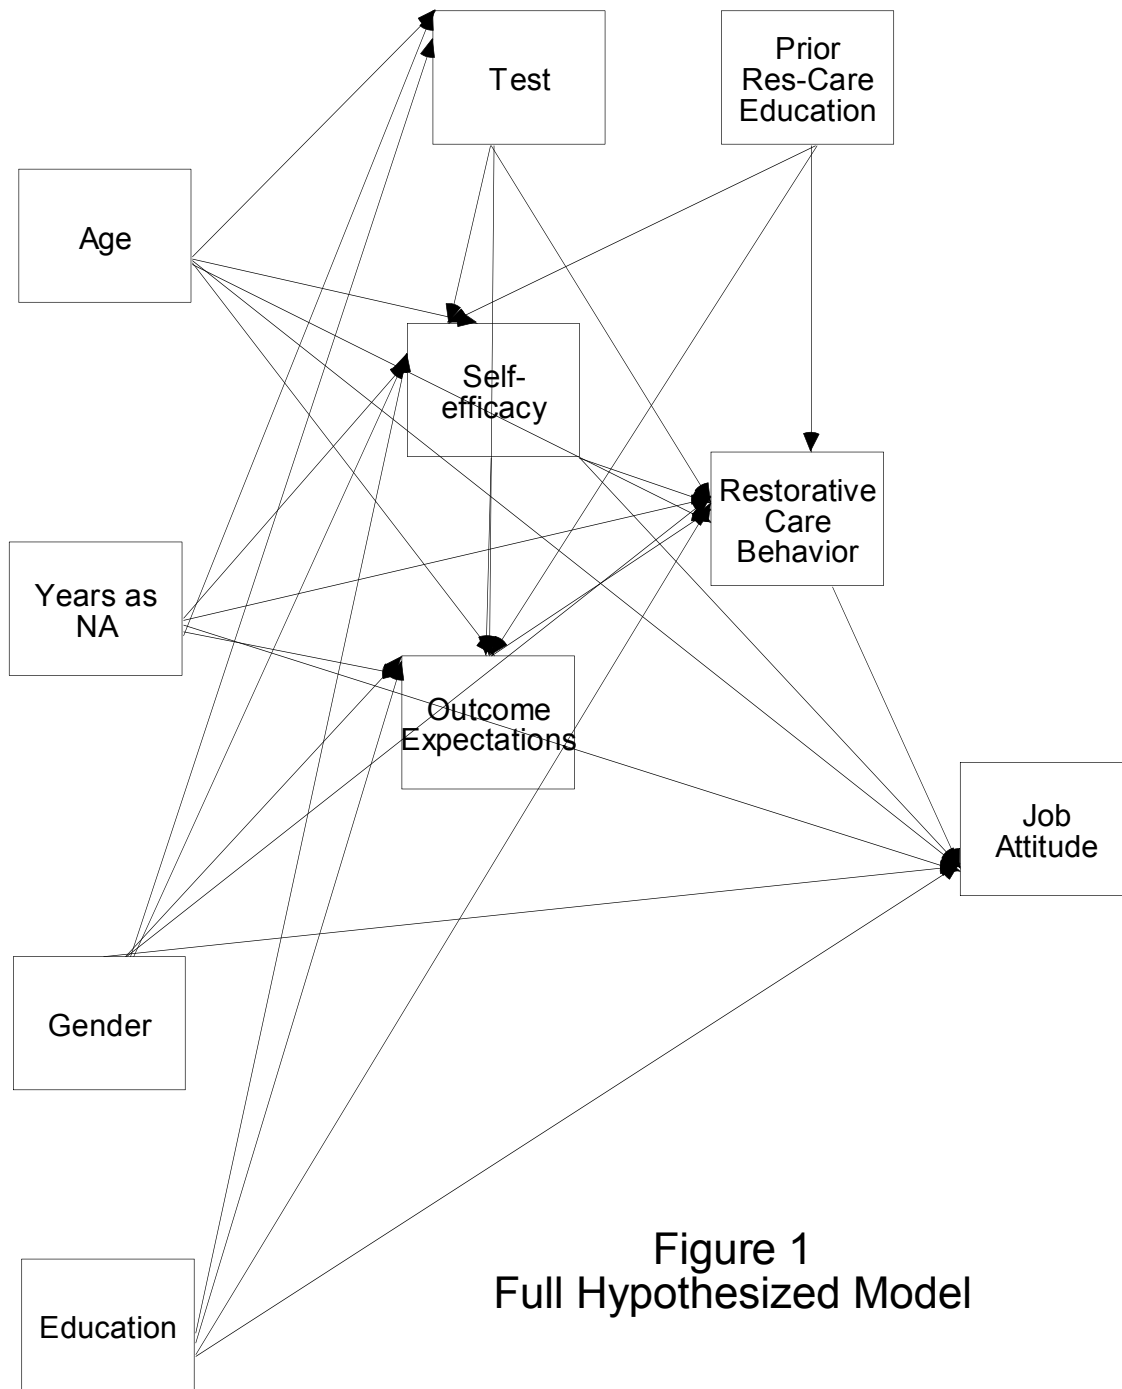 Test
Prior
Res-Care
Education
Age
Self-
efficacy
Restorative
Care
Behavior
Years as
NA
Outcome
Expectations
Job
Attitude
Gender
Education
Figure 1
Full Hypothesized Model